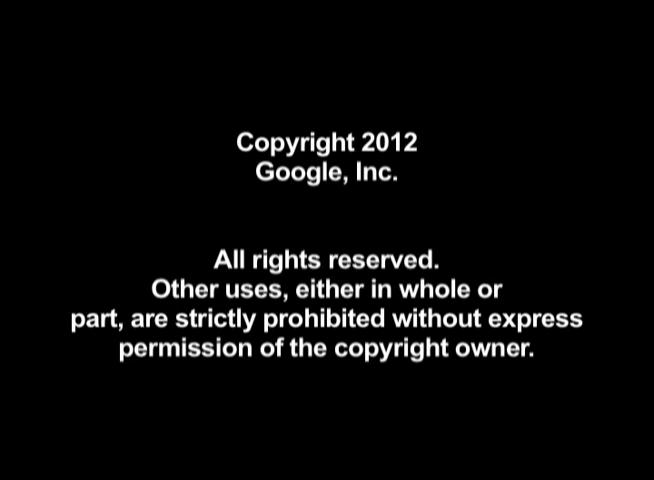 Copyright 2012
Google, Inc.
All rights reserved.
Other uses, either in whole or
part, are strictly prohibited without express
permission of the copyright owner.